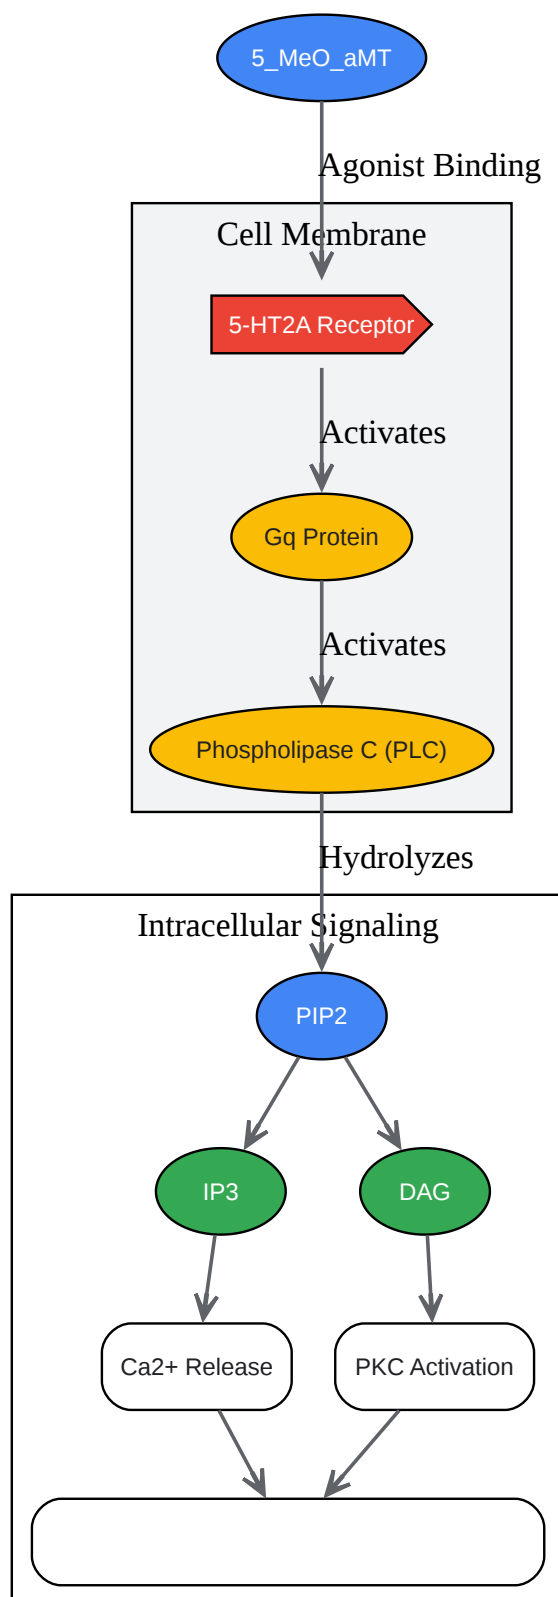 5_MeO_aMT
Agonist Binding
Cell Membrane
5-HT2A Receptor
Activates
Gq Protein
Activates
Phospholipase C (PLC)
Hydrolyzes
Intracellular Signaling
PIP2
IP3
DAG
Ca2+ Release
PKC Activation